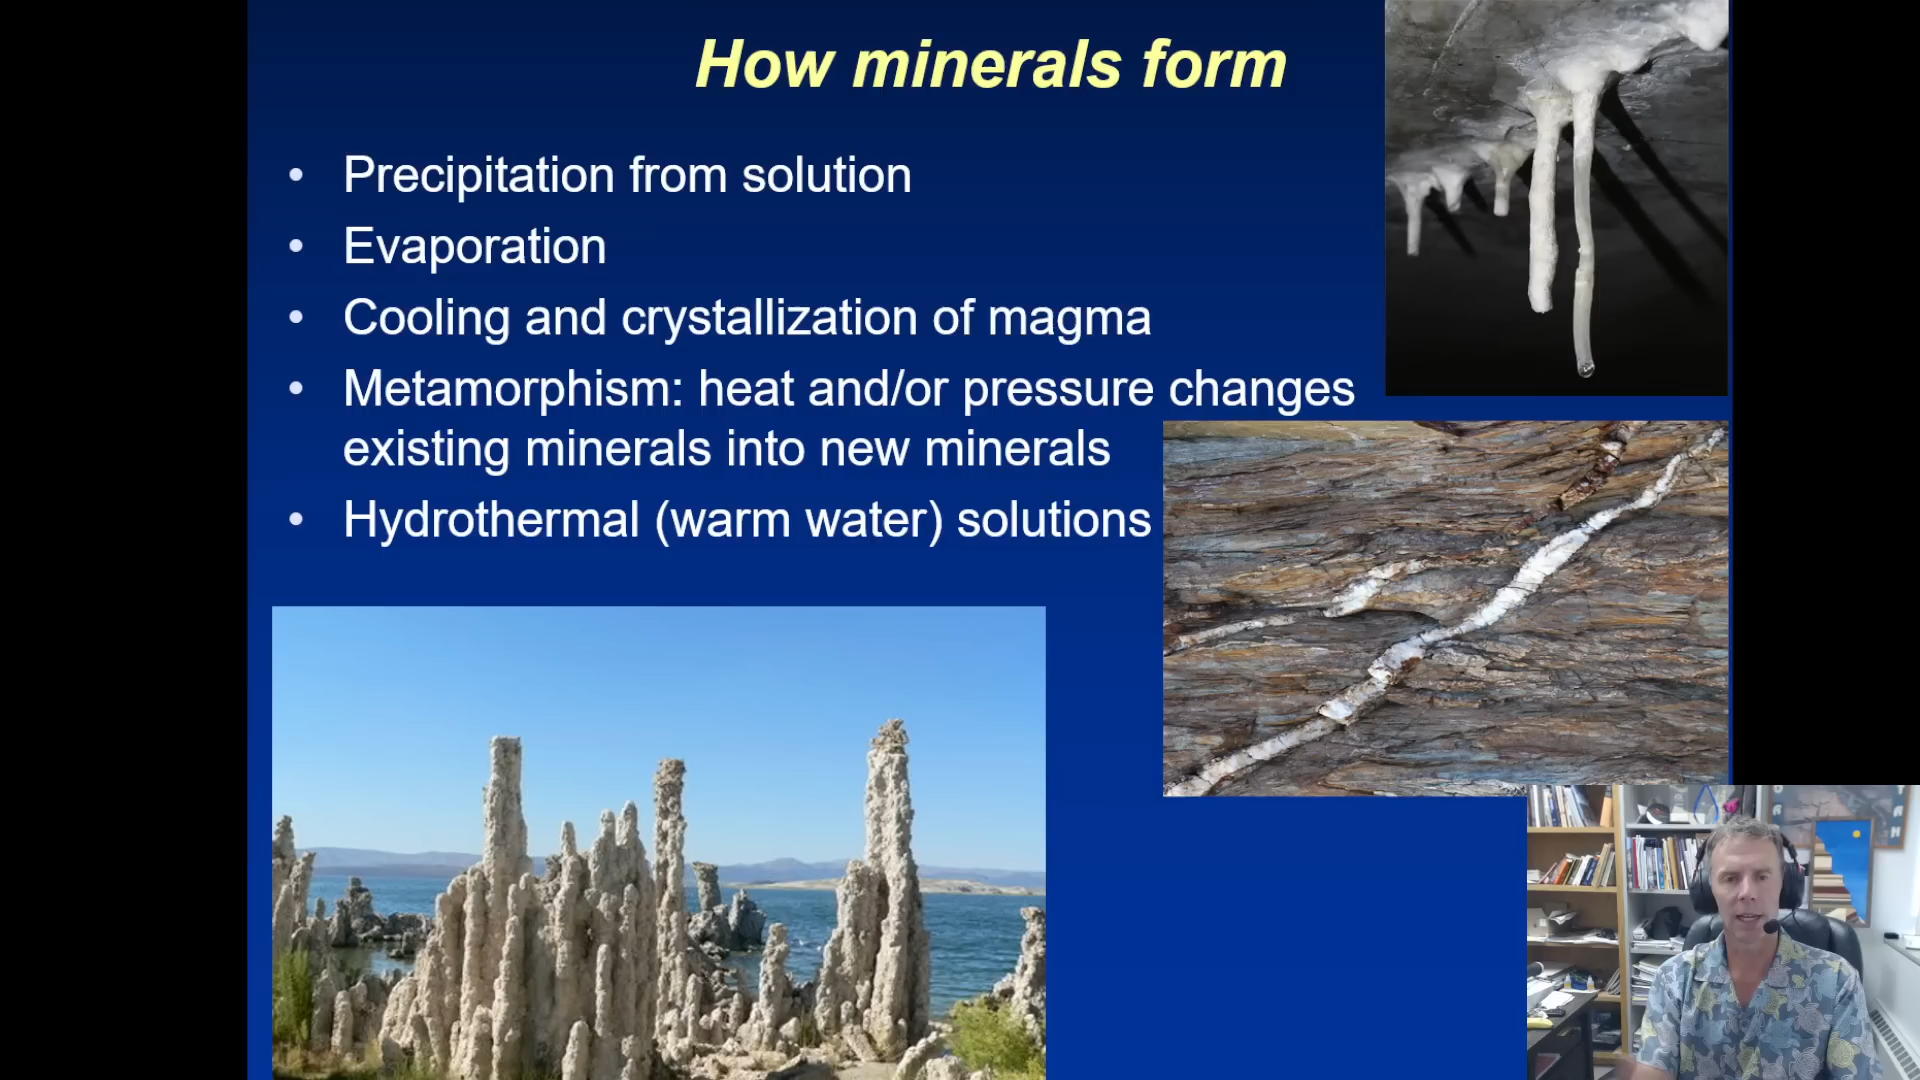 How minerals form
• Precipitation from solution
• Evaporation
• Cooling and crystallization of magma
• Metamorphism: heat and/or pressure changes
existing minerals into new minerals
• Hydrothermal (warm water) solutions